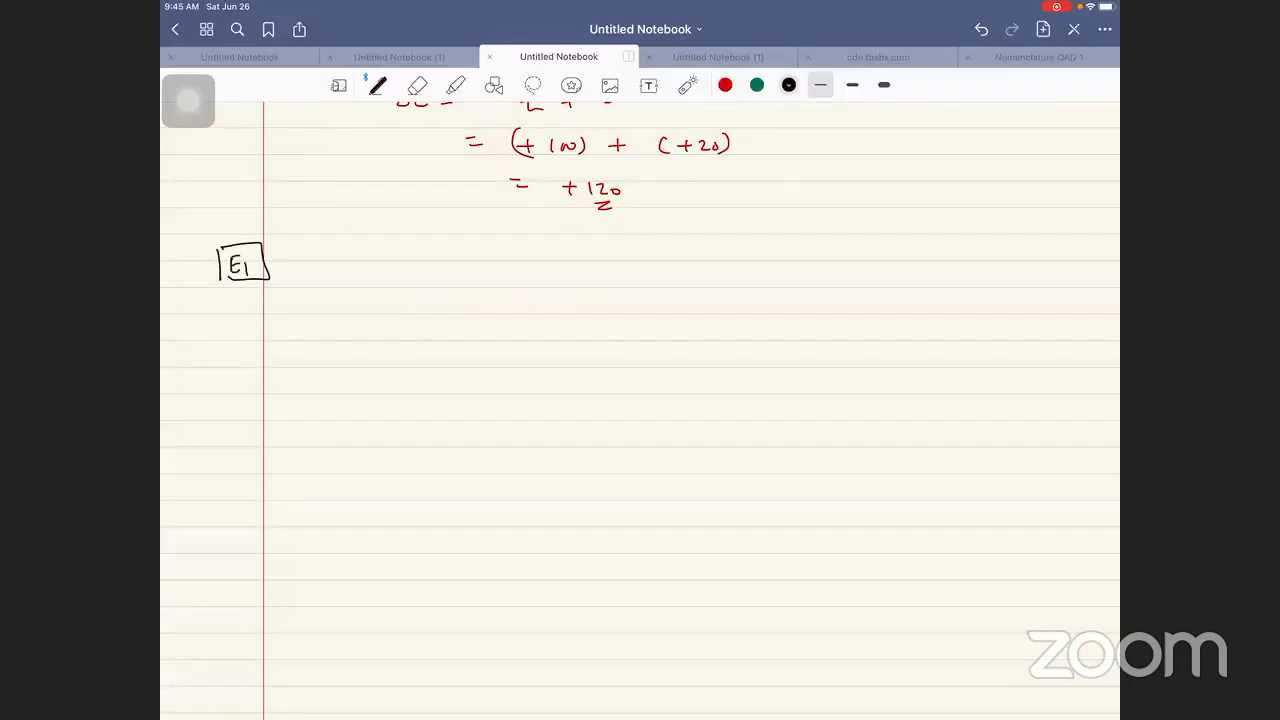 9:45 AM Sat Jun 26
Untitled Notebook
Untitled Notebook Untitled Notebook (1) Untitled Notebook Untitled Notebook (1) cdn.fbsbx.com Nomenclature QAD 1
= (+ 100) + (+20)
= + 120
E1
zoom